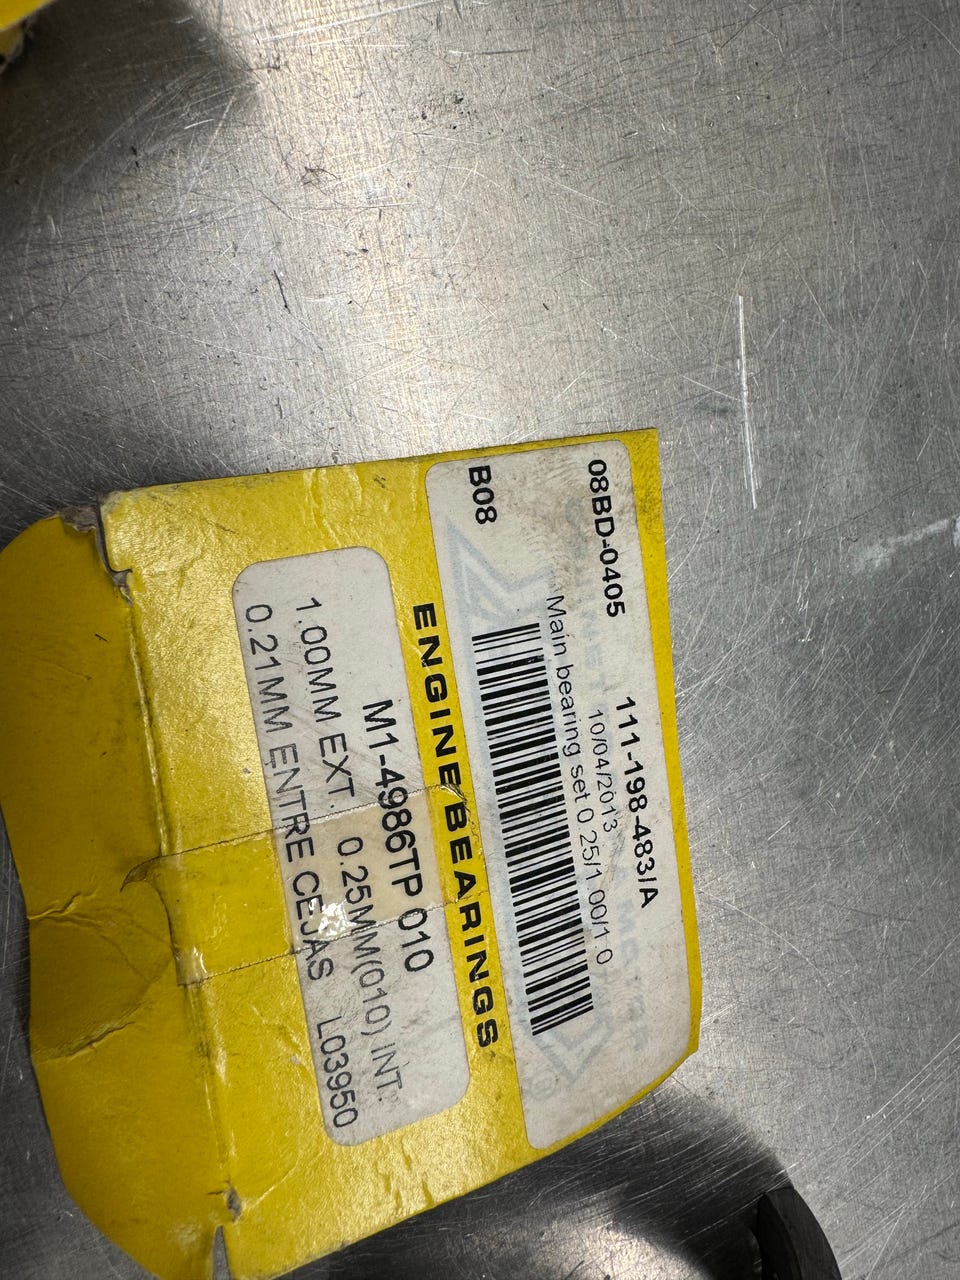 08BD-0405
111-198-483/A
10/04/2013
Main bearing set 0 25/1 00/1 0
B08
ENGINE BEARINGS
M1-4986TP 010
1.00MM EXT. 0.25MM(010) INT.
0.21MM ENTRE CEJAS L03950